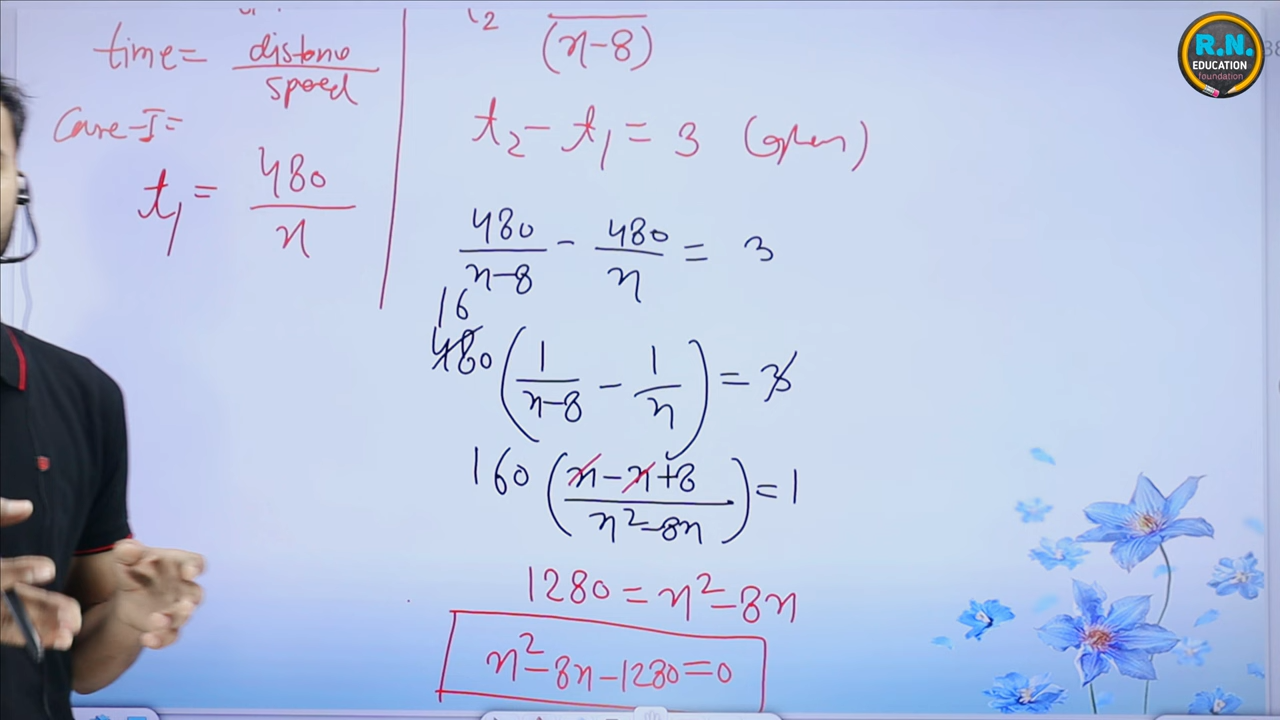 time = distance / speed
Case-I =
t₁ = 480 / x
t₂
(x-8)
t₂ - t₁ = 3 (given)
480/(x-8) - 480/x = 3
16
480 (1/(x-8) - 1/x) = 3
160 ((x-x+8)/(x²-8x)) = 1
1280 = x²-8x
x²-8x-1280=0
R.N.
EDUCATION
foundation